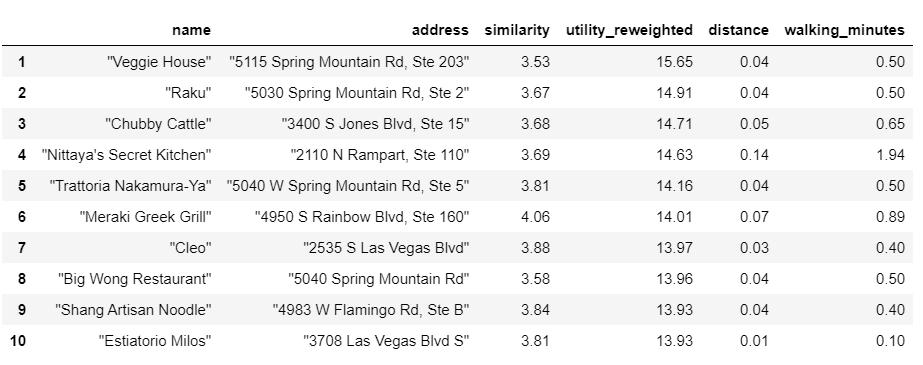 name address similarity utility_reweighted distance walking_minutes
1 "Veggie House" "5115 Spring Mountain Rd, Ste 203" 3.53 15.65 0.04 0.50
2 "Raku" "5030 Spring Mountain Rd, Ste 2" 3.67 14.91 0.04 0.50
3 "Chubby Cattle" "3400 S Jones Blvd, Ste 15" 3.68 14.71 0.05 0.65
4 "Nittaya's Secret Kitchen" "2110 N Rampart, Ste 110" 3.69 14.63 0.14 1.94
5 "Trattoria Nakamura-Ya" "5040 W Spring Mountain Rd, Ste 5" 3.81 14.16 0.04 0.50
6 "Meraki Greek Grill" "4950 S Rainbow Blvd, Ste 160" 4.06 14.01 0.07 0.89
7 "Cleo" "2535 S Las Vegas Blvd" 3.88 13.97 0.03 0.40
8 "Big Wong Restaurant" "5040 Spring Mountain Rd" 3.58 13.96 0.04 0.50
9 "Shang Artisan Noodle" "4983 W Flamingo Rd, Ste B" 3.84 13.93 0.04 0.40
10 "Estiatorio Milos" "3708 Las Vegas Blvd S" 3.81 13.93 0.01 0.10